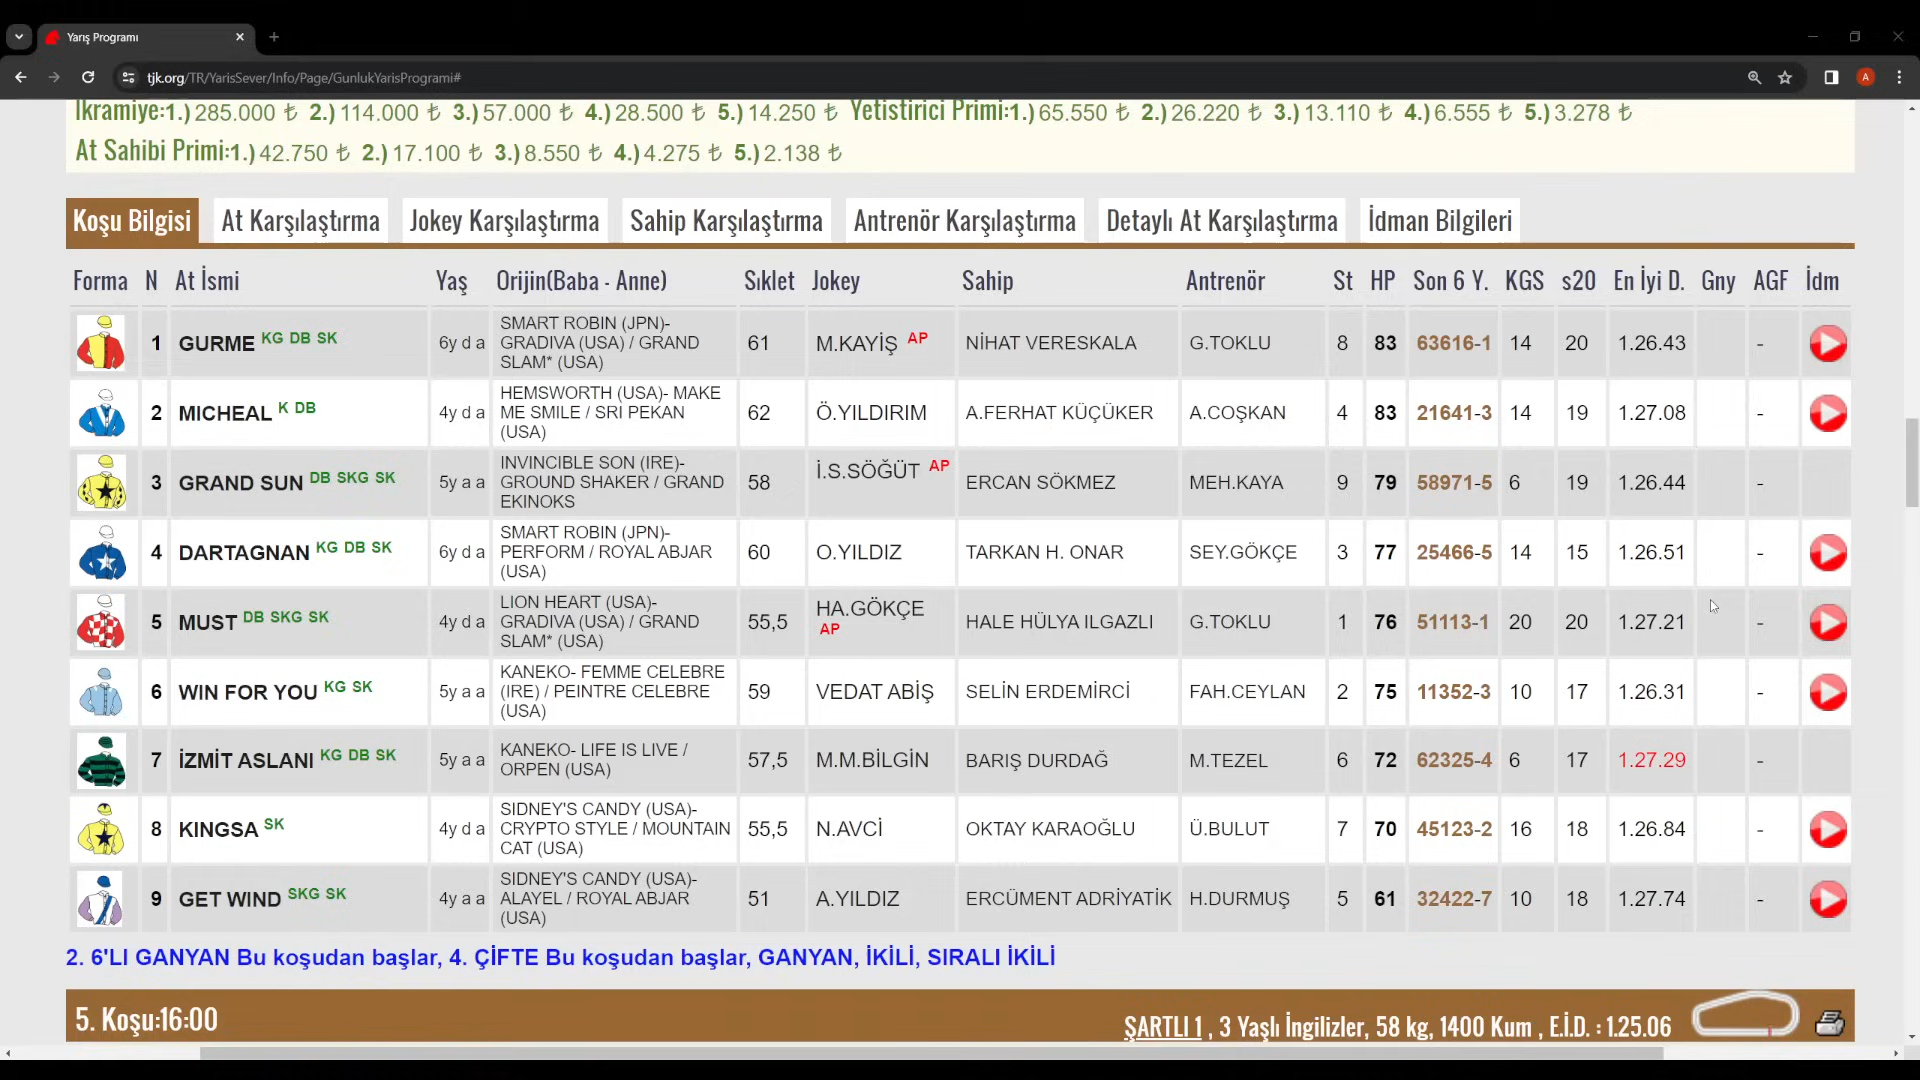 Yarış Programı
tjk.org/TR/YarisSever/Info/Page/GunlukYarisProgrami#
A
İkramiye:1.) 285.000 ₺ 2.) 114.000 ₺ 3.) 57.000 ₺ 4.) 28.500 ₺ 5.) 14.250 ₺ Yetistirici Primi:1.) 65.550 ₺ 2.) 26.220 ₺ 3.) 13.110 ₺ 4.) 6.555 ₺ 5.) 3.278 ₺
At Sahibi Primi:1.) 42.750 ₺ 2.) 17.100 ₺ 3.) 8.550 ₺ 4.) 4.275 ₺ 5.) 2.138 ₺
Koşu Bilgisi At Karşılaştırma Jokey Karşılaştırma Sahip Karşılaştırma Antrenör Karşılaştırma Detaylı At Karşılaştırma İdman Bilgileri
Forma N At İsmi Yaş Orijin(Baba - Anne) Sıklet Jokey Sahip Antrenör St HP Son 6 Y. KGS s20 En İyi D. Gny AGF İdm
1 GURME KG DB SK 6y d a SMART ROBIN (JPN)- GRADIVA (USA) / GRAND SLAM* (USA) 61 M.KAYİŞ AP NİHAT VERESKALA G.TOKLU 8 83 63616-1 14 20 1.26.43 -
2 MICHEAL K DB 4y d a HEMSWORTH (USA)- MAKE ME SMILE / SRI PEKAN (USA) 62 Ö.YILDIRIM A.FERHAT KÜÇÜKER A.COŞKAN 4 83 21641-3 14 19 1.27.08 -
3 GRAND SUN DB SKG SK 5y a a INVINCIBLE SON (IRE)- GROUND SHAKER / GRAND EKINOKS 58 İ.S.SÖĞÜT AP ERCAN SÖKMEZ MEH.KAYA 9 79 58971-5 6 19 1.26.44 -
4 DARTAGNAN KG DB SK 6y d a SMART ROBIN (JPN)- PERFORM / ROYAL ABJAR (USA) 60 O.YILDIZ TARKAN H. ONAR SEY.GÖKÇE 3 77 25466-5 14 15 1.26.51 -
5 MUST DB SKG SK 4y d a LION HEART (USA)- GRADIVA (USA) / GRAND SLAM* (USA) 55,5 HA.GÖKÇE AP HALE HÜLYA ILGAZLI G.TOKLU 1 76 51113-1 20 20 1.27.21 -
6 WIN FOR YOU KG SK 5y a a KANEKO- FEMME CELEBRE (IRE) / PEINTRE CELEBRE (USA) 59 VEDAT ABİŞ SELİN ERDEMİRCİ FAH.CEYLAN 2 75 11352-3 10 17 1.26.31 -
7 İZMİT ASLANI KG DB SK 5y a a KANEKO- LIFE IS LIVE / ORPEN (USA) 57,5 M.M.BİLGİN BARIŞ DURDAĞ M.TEZEL 6 72 62325-4 6 17 1.27.29 -
8 KINGSA SK 4y d a SIDNEY'S CANDY (USA)- CRYPTO STYLE / MOUNTAIN CAT (USA) 55,5 N.AVCİ OKTAY KARAOĞLU Ü.BULUT 7 70 45123-2 16 18 1.26.84 -
9 GET WIND SKG SK 4y a a SIDNEY'S CANDY (USA)- ALAYEL / ROYAL ABJAR (USA) 51 A.YILDIZ ERCÜMENT ADRİYATİK H.DURMUŞ 5 61 32422-7 10 18 1.27.74 -
2. 6'LI GANYAN Bu koşudan başlar, 4. ÇİFTE Bu koşudan başlar, GANYAN, İKİLİ, SIRALI İKİLİ
5. Koşu:16:00 ŞARTLI 1 , 3 Yaşlı İngilizler, 58 kg, 1400 Kum , E.İ.D. : 1.25.06